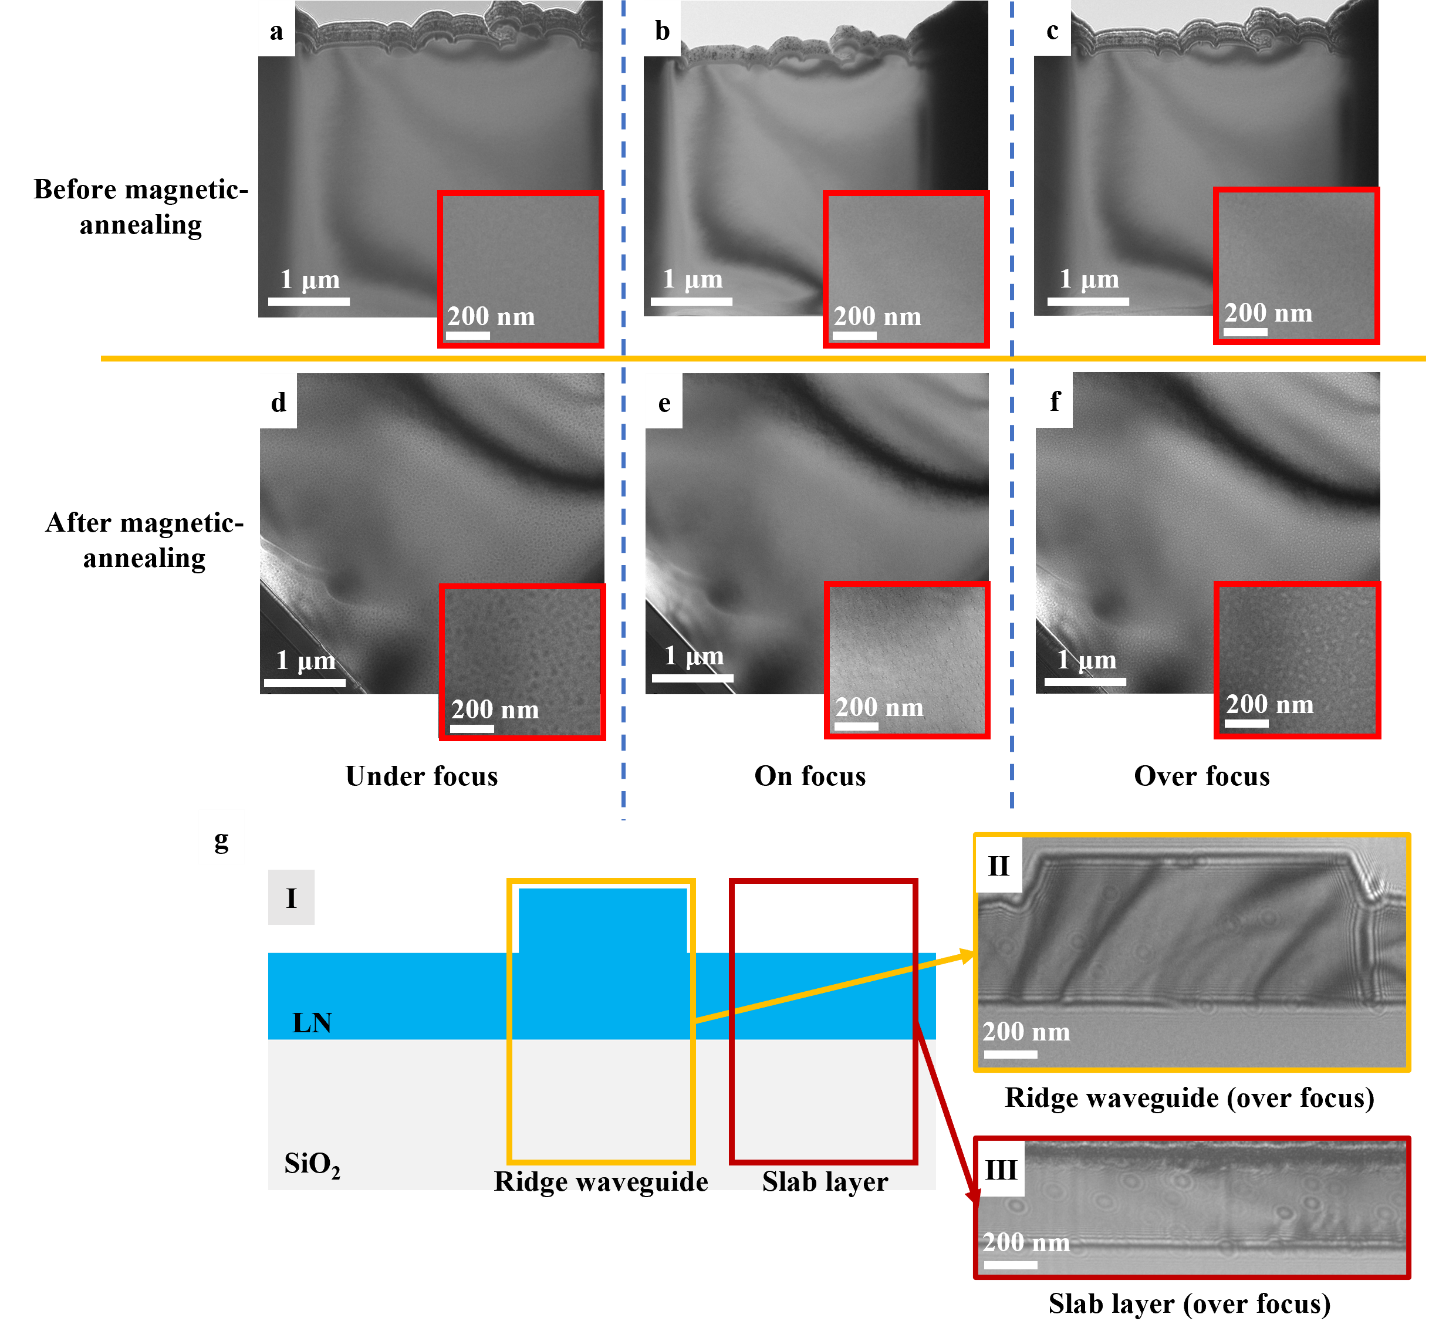 a
b
c
Before magnetic-
annealing
1 μm
200 nm
1 μm
200 nm
1 μm
200 nm
d
e
f
After magnetic-
annealing
1 μm
200 nm
1 μm
200 nm
1 μm
200 nm
Under focus
On focus
Over focus
g
I
LN
SiO₂
Ridge waveguide
Slab layer
II
200 nm
Ridge waveguide (over focus)
III
200 nm
Slab layer (over focus)